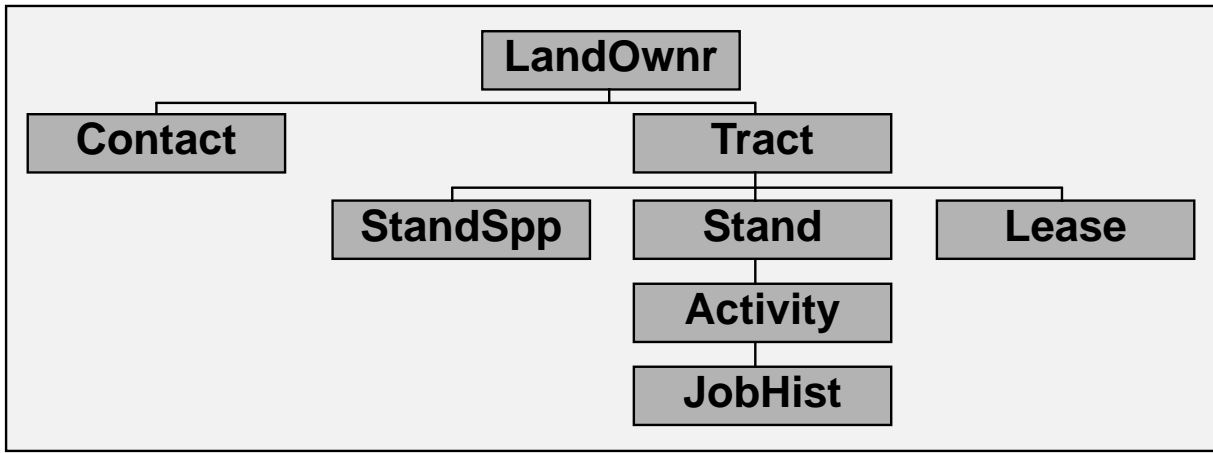 LandOwnr
Contact
Tract
StandSpp
Stand
Lease
Activity
JobHist